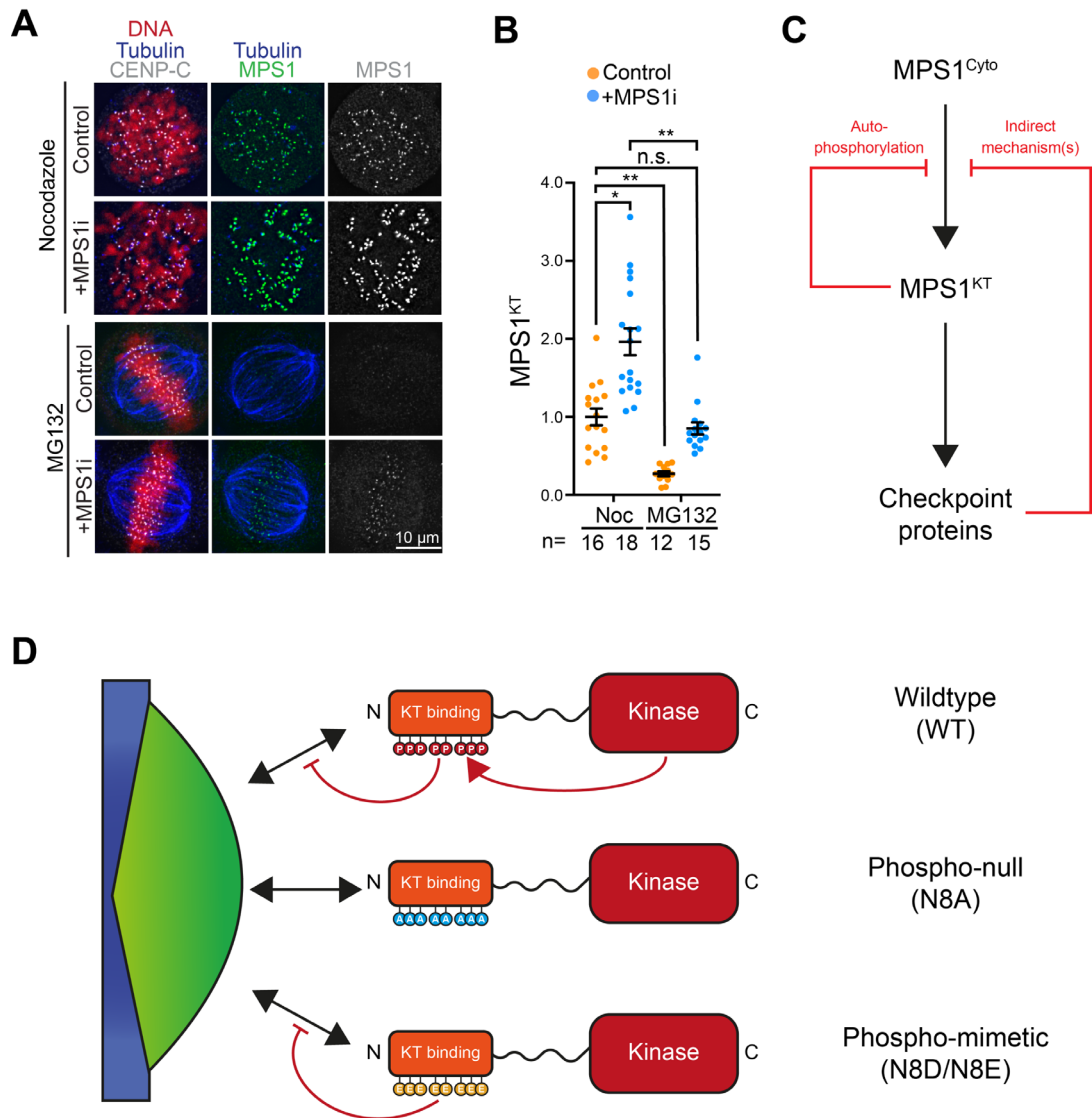 A
DNA
Tubulin
CENP-C
Tubulin
MPS1
MPS1
Nocodazole
Control
+MPS1i
MG132
Control
+MPS1i
10 µm
B
Control
+MPS1i
**
n.s.
**
*
4.0
3.0
2.0
1.0
0.0
MPS1KT
Noc MG132
n= 16 18 12 15
C
MPS1Cyto
Auto-
phosphorylation
Indirect
mechanism(s)
MPS1KT
Checkpoint
proteins
D
N KT binding Kinase C
P P P P P P P P
Wildtype
(WT)
N KT binding Kinase C
A A A A A A A A
Phospho-null
(N8A)
N KT binding Kinase C
E E E E E E E E
Phospho-mimetic
(N8D/N8E)